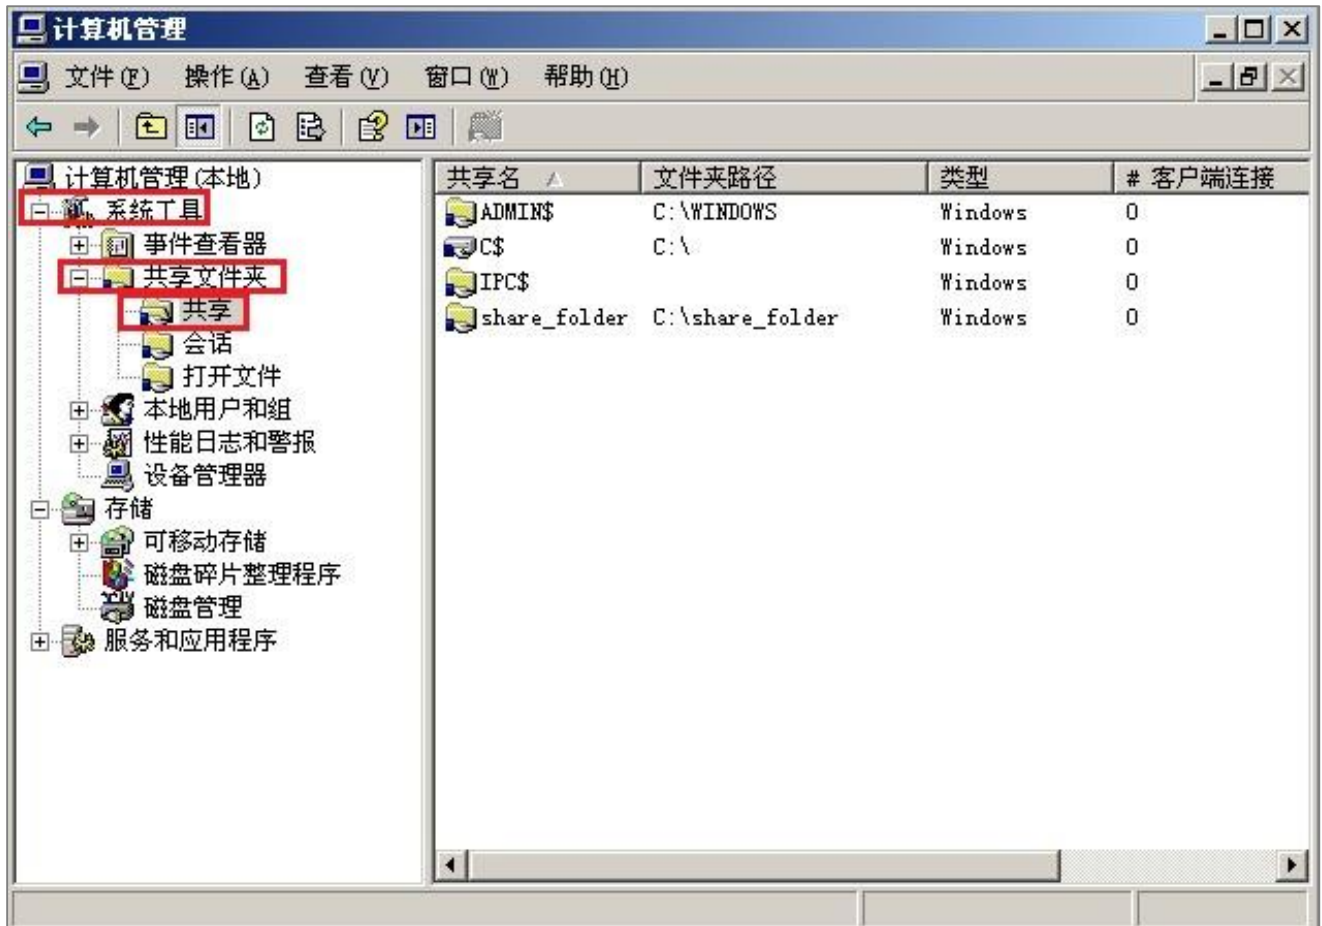 计算机管理
文件(F) 操作(A) 查看(V) 窗口(W) 帮助(H)
计算机管理(本地)
系统工具
事件查看器
共享文件夹
共享
会话
打开文件
本地用户和组
性能日志和警报
设备管理器
存储
可移动存储
磁盘碎片整理程序
磁盘管理
服务和应用程序
共享名 文件夹路径 类型 # 客户端连接
ADMIN$ C:\WINDOWS Windows 0
C$ C:\ Windows 0
IPC$ Windows 0
share_folder C:\share_folder Windows 0